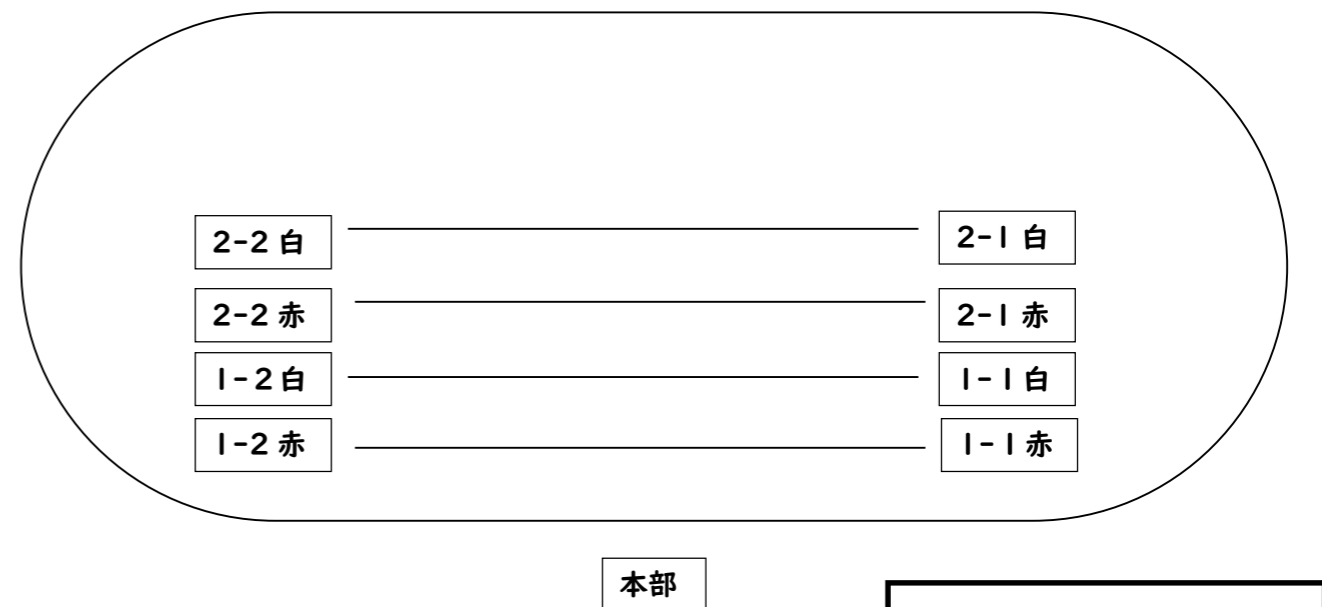 2-2 白
2-1 白
2-2 赤
2-1 赤
1-2 白
1-1 白
1-2 赤
1-1 赤
本部